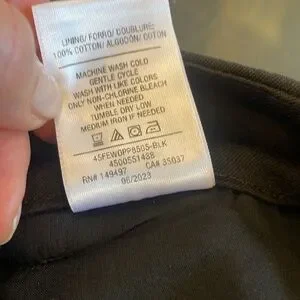 LINING/FORRO/DOUBLURE:
100% COTTON/ALGODÓN/COTON
MACHINE WASH COLD
GENTLE CYCLE
WASH WITH LIKE COLORS
ONLY NON-CHLORINE BLEACH
WHEN NEEDED
TUMBLE DRY LOW
MEDIUM IRON IF NEEDED
45FEW0PP8505-BLK
4500551438
RN# 149497 CA# 35037
06/2023